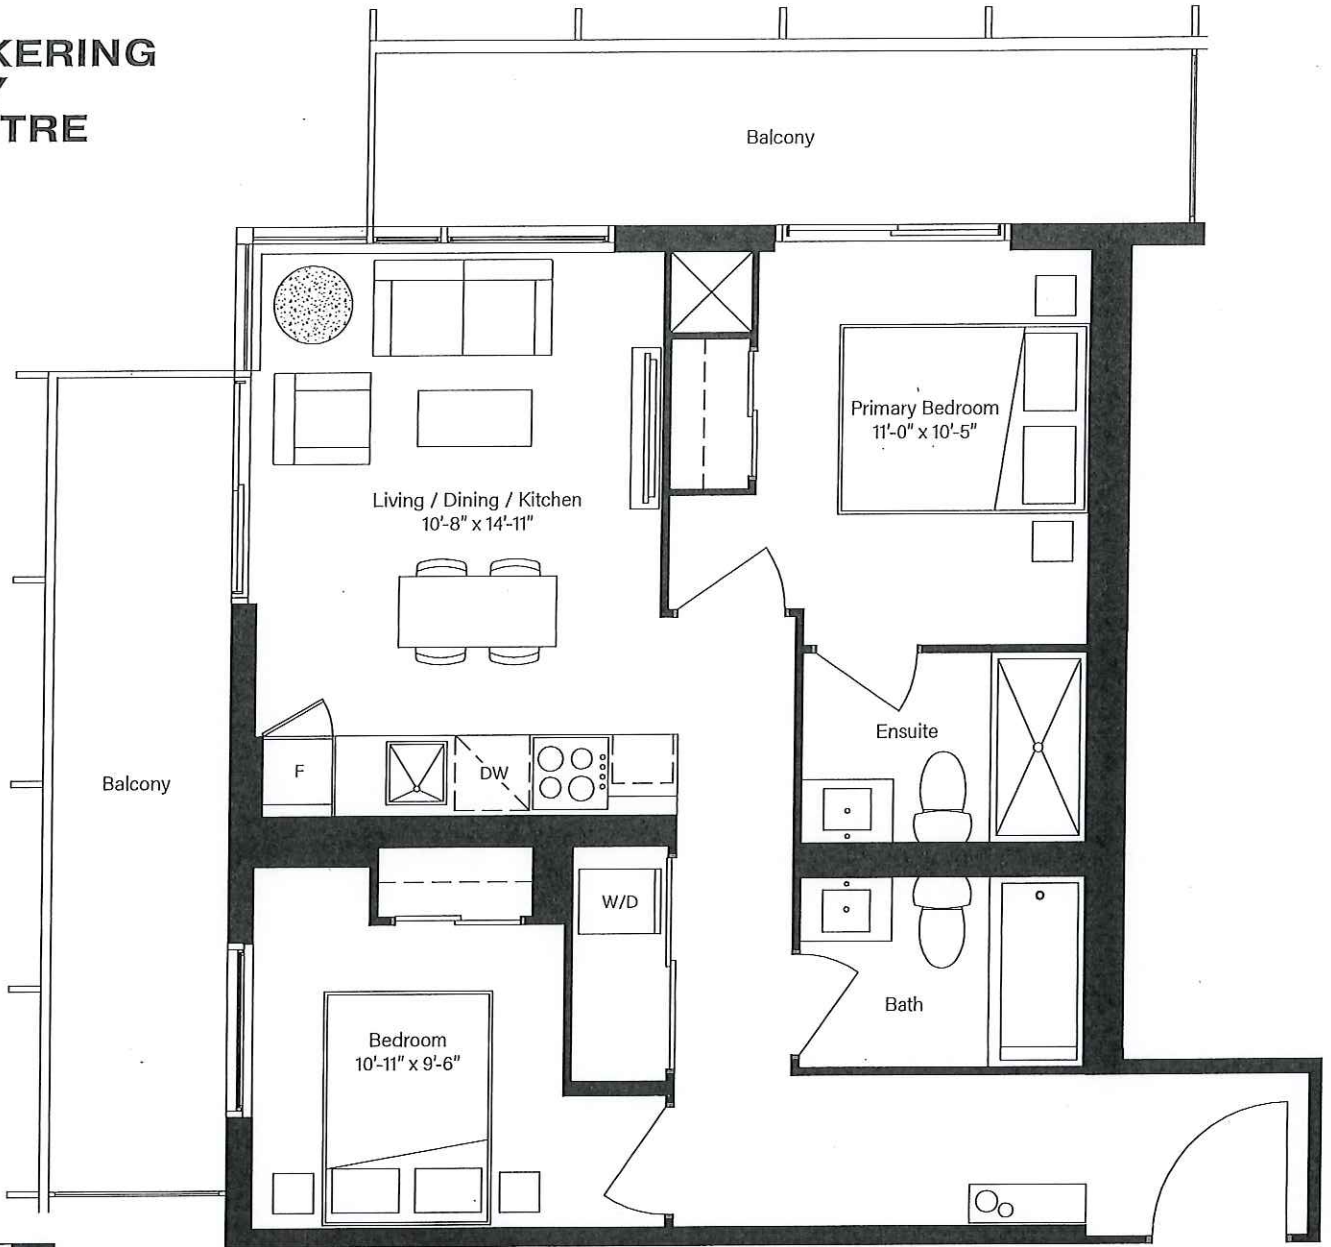 KERING
Y
TRE
Balcony
Primary Bedroom
11'-0" x 10'-5"
Living / Dining / Kitchen
10'-8" x 14'-11"
Ensuite
F
DW
Balcony
W/D
Bath
Bedroom
10'-11" x 9'-6"